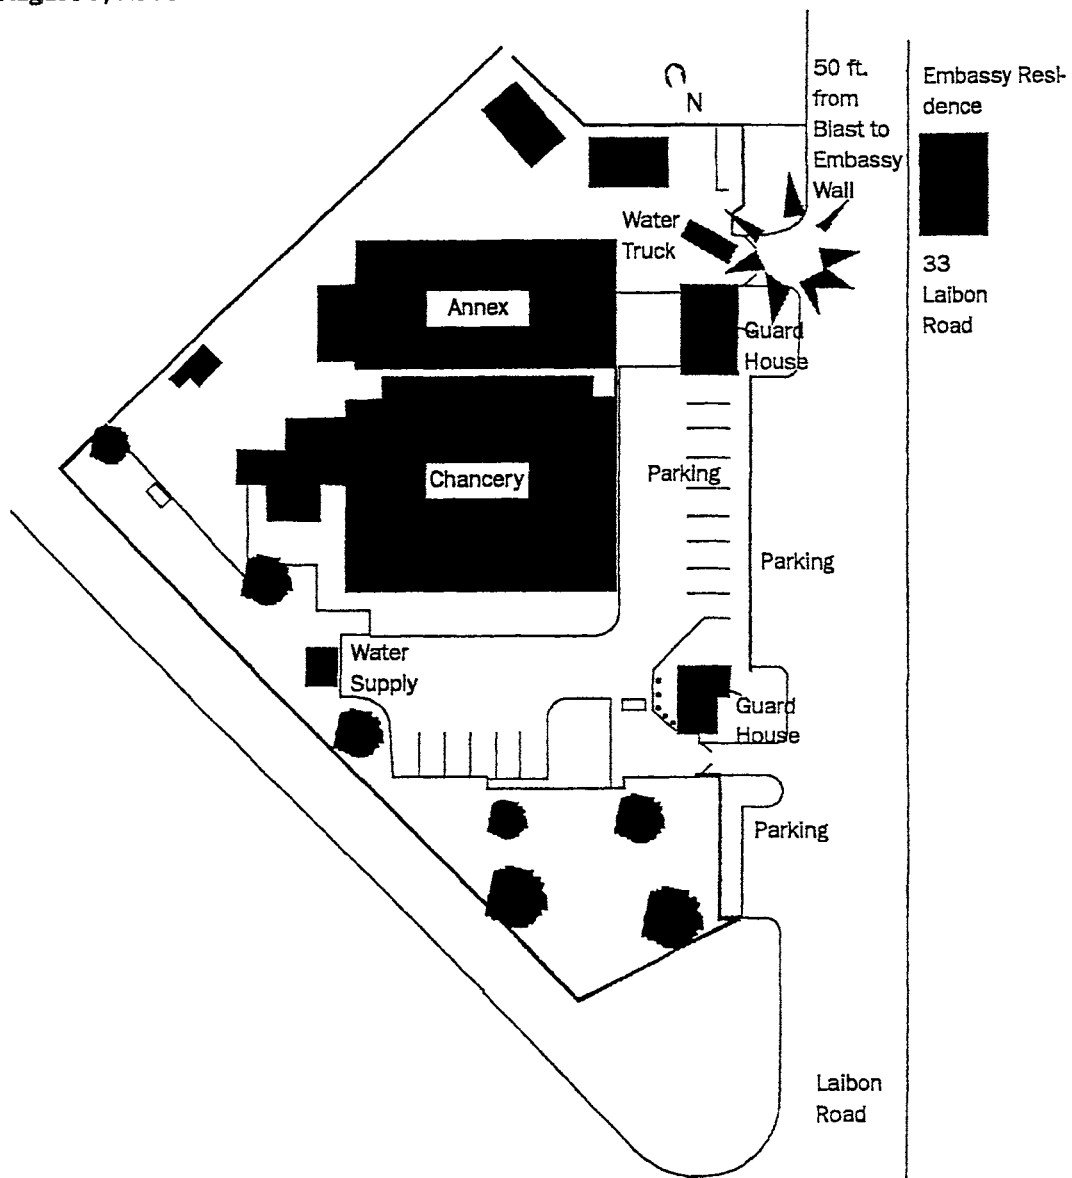 N
50 ft.
from
Blast to
Embassy
Wall
Embassy Resi-
dence
33
Laibon
Road
Water
Truck
Annex
Guard
House
Chancery
Parking
Parking
Water
Supply
Guard
House
Parking
Laibon
Road